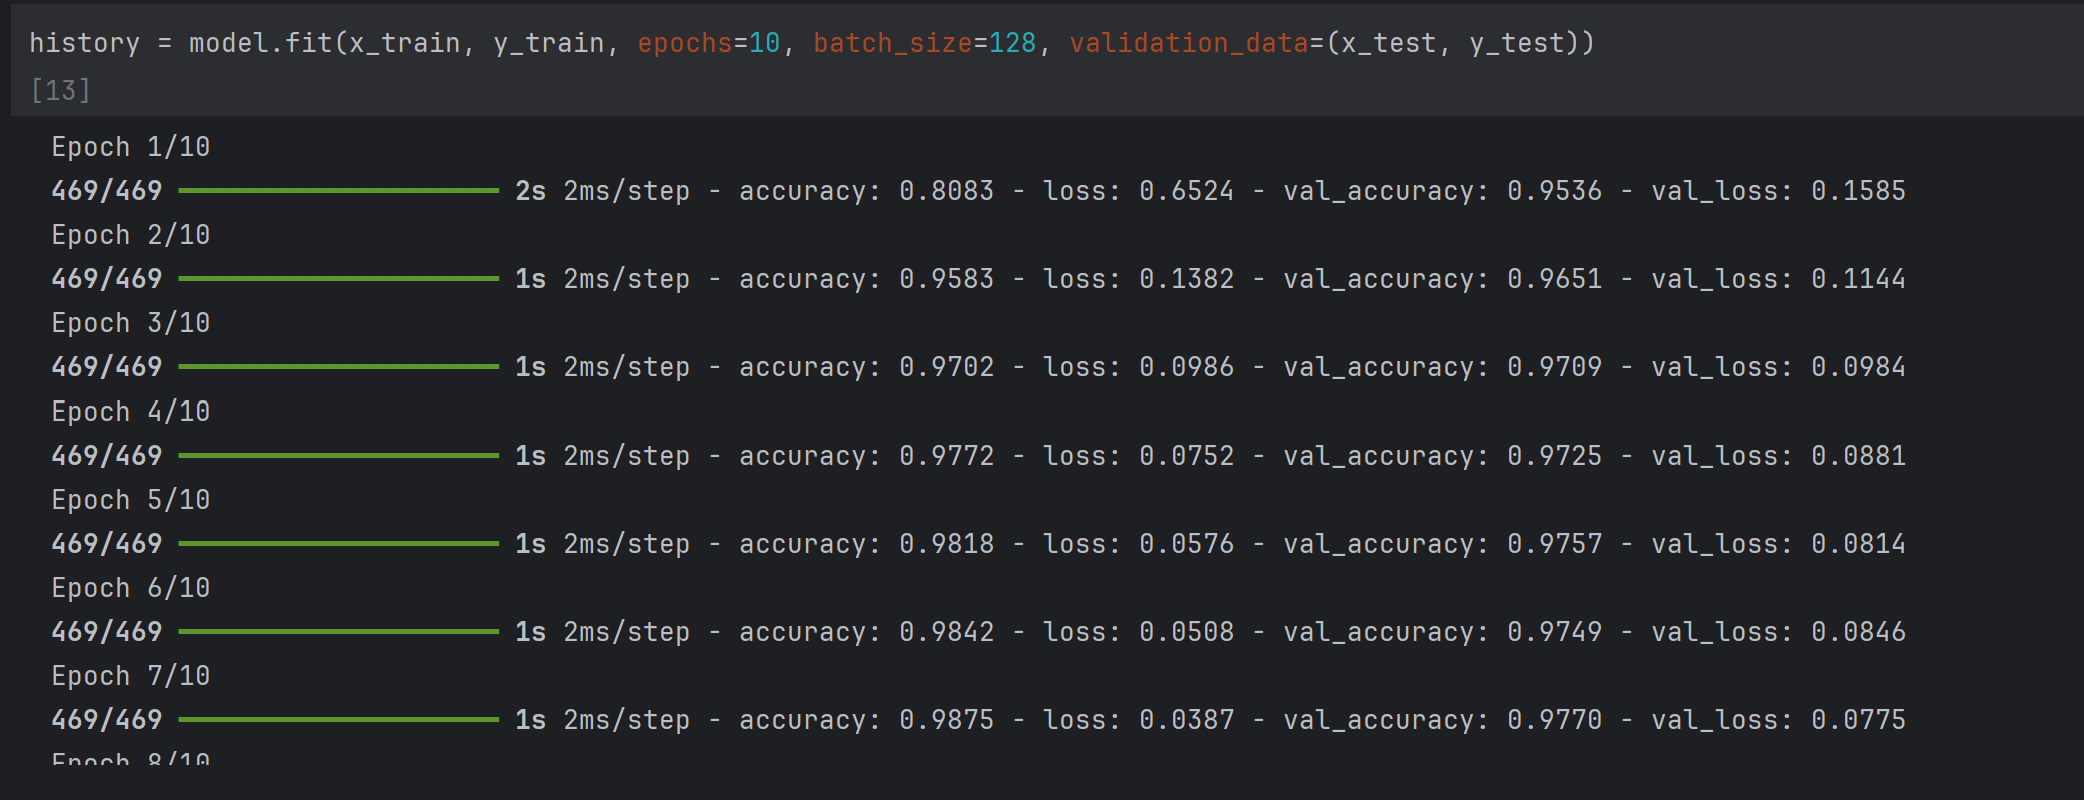 history = model.fit(x_train, y_train, epochs=10, batch_size=128, validation_data=(x_test, y_test))
[13]
Epoch 1/10
469/469 2s 2ms/step - accuracy: 0.8083 - loss: 0.6524 - val_accuracy: 0.9536 - val_loss: 0.1585
Epoch 2/10
469/469 1s 2ms/step - accuracy: 0.9583 - loss: 0.1382 - val_accuracy: 0.9651 - val_loss: 0.1144
Epoch 3/10
469/469 1s 2ms/step - accuracy: 0.9702 - loss: 0.0986 - val_accuracy: 0.9709 - val_loss: 0.0984
Epoch 4/10
469/469 1s 2ms/step - accuracy: 0.9772 - loss: 0.0752 - val_accuracy: 0.9725 - val_loss: 0.0881
Epoch 5/10
469/469 1s 2ms/step - accuracy: 0.9818 - loss: 0.0576 - val_accuracy: 0.9757 - val_loss: 0.0814
Epoch 6/10
469/469 1s 2ms/step - accuracy: 0.9842 - loss: 0.0508 - val_accuracy: 0.9749 - val_loss: 0.0846
Epoch 7/10
469/469 1s 2ms/step - accuracy: 0.9875 - loss: 0.0387 - val_accuracy: 0.9770 - val_loss: 0.0775
Epoch 8/10